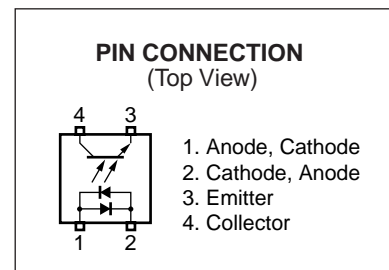 PIN CONNECTION
(Top View)
4 3
1 2
1. Anode, Cathode
2. Cathode, Anode
3. Emitter
4. Collector